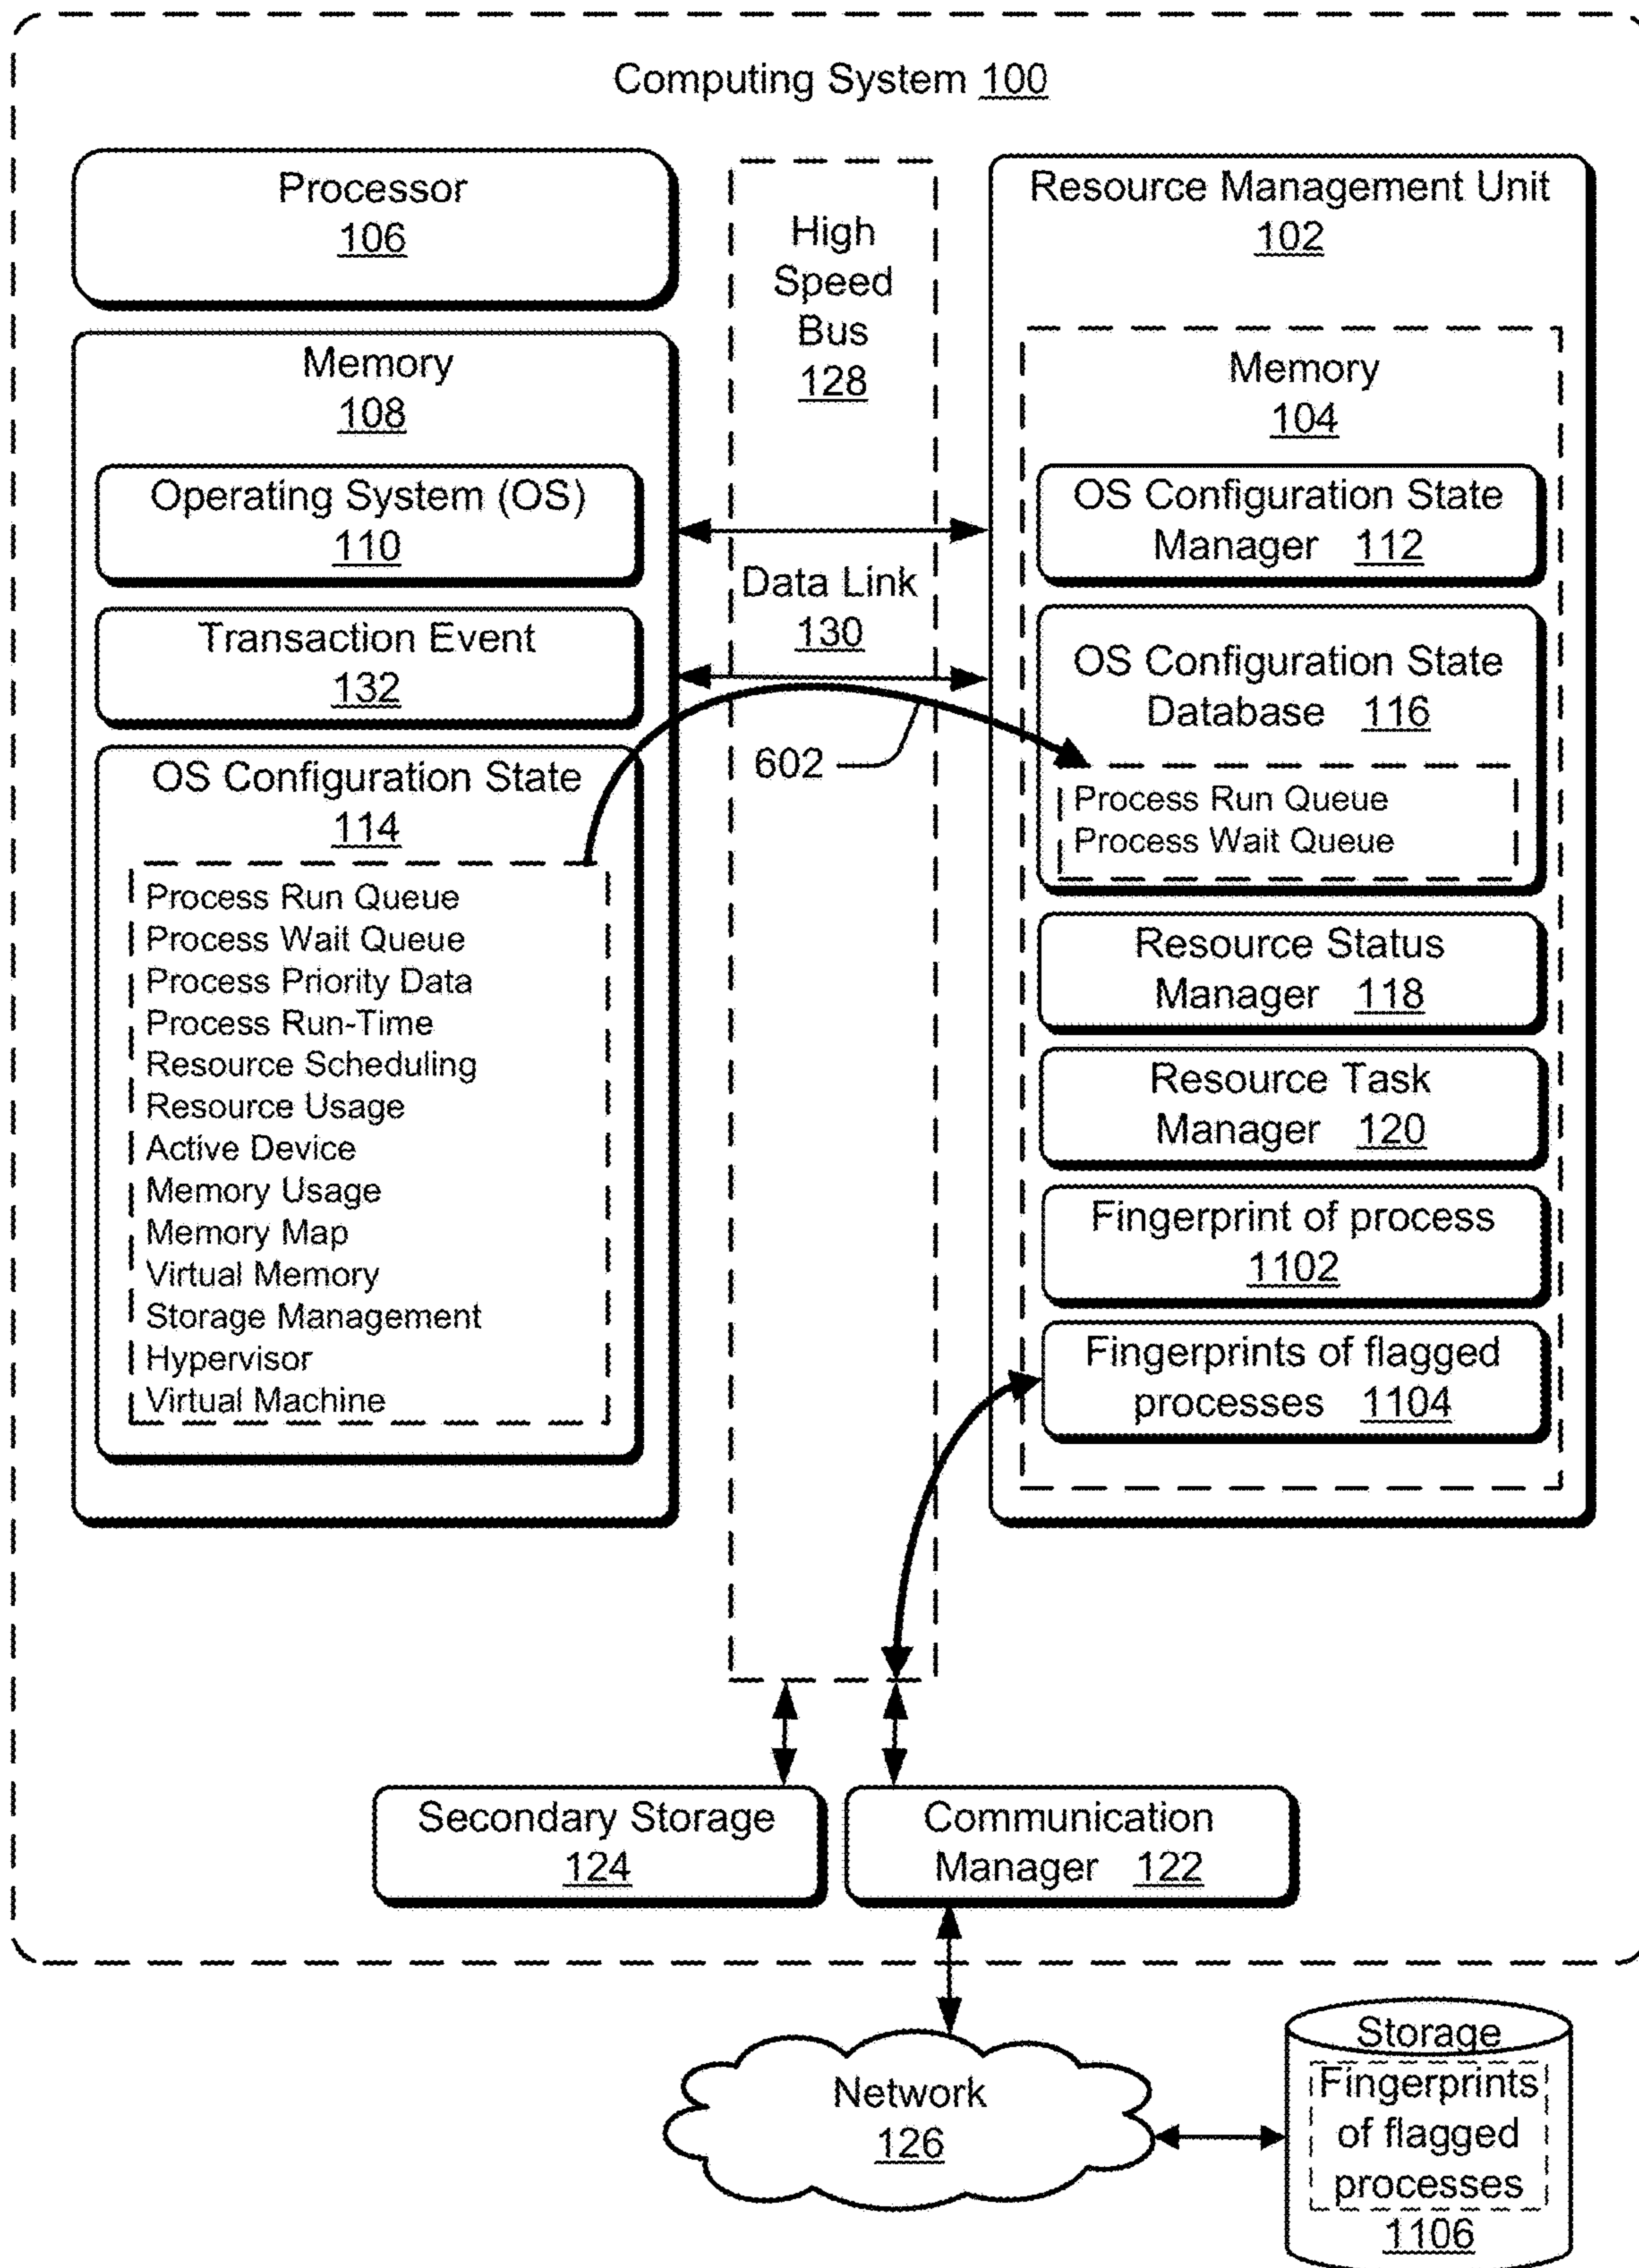 Computing System 100
Processor
106
Memory
108
Operating System (OS)
110
Transaction Event
132
OS Configuration State
114
Process Run Queue
Process Wait Queue
Process Priority Data
Process Run-Time
Resource Scheduling
Resource Usage
Active Device
Memory Usage
Memory Map
Virtual Memory
Storage Management
Hypervisor
Virtual Machine
High
Speed
Bus
128
Data Link
130
602
Resource Management Unit
102
Memory
104
OS Configuration State
Manager 112
OS Configuration State
Database 116
Process Run Queue
Process Wait Queue
Resource Status
Manager 118
Resource Task
Manager 120
Fingerprint of process
1102
Fingerprints of flagged
processes 1104
Secondary Storage
124
Communication
Manager 122
Network
126
Storage
Fingerprints
of flagged
processes
1106